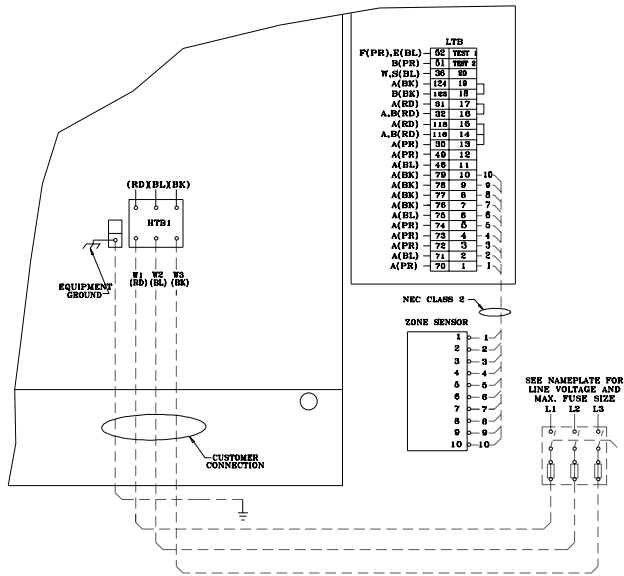 LTB
F(PR),E(BL) 52 TEST 1
B(PR) 51 TEST 2
W,S(BL) 36 20
A(BK) 124 19
B(BK) 123 18
A(RD) 31 17
A,B(RD) 32 16
A(RD) 115 15
A,B(RD) 116 14
A(PR) 30 13
A(PR) 49 12
A(BL) 46 11
A(BK) 79 10 10
A(BK) 78 9 9
A(BK) 77 8 8
A(BK) 76 7 7
A(BL) 75 6 6
A(PR) 74 5 5
A(PR) 73 4 4
A(PR) 72 3 3
A(BL) 71 2 2
A(PR) 70 1 1
(RD)(BL)(BK)
HTB1
EQUIPMENT
GROUND
W1 W2 W3
(RD) (BL) (BK)
NEC CLASS 2
ZONE SENSOR
1 1
2 2
3 3
4 4
5 5
6 6
7 7
8 8
9 9
10 10
SEE NAMEPLATE FOR
LINE VOLTAGE AND
MAX. FUSE SIZE
L1 L2 L3
CUSTOMER
CONNECTION